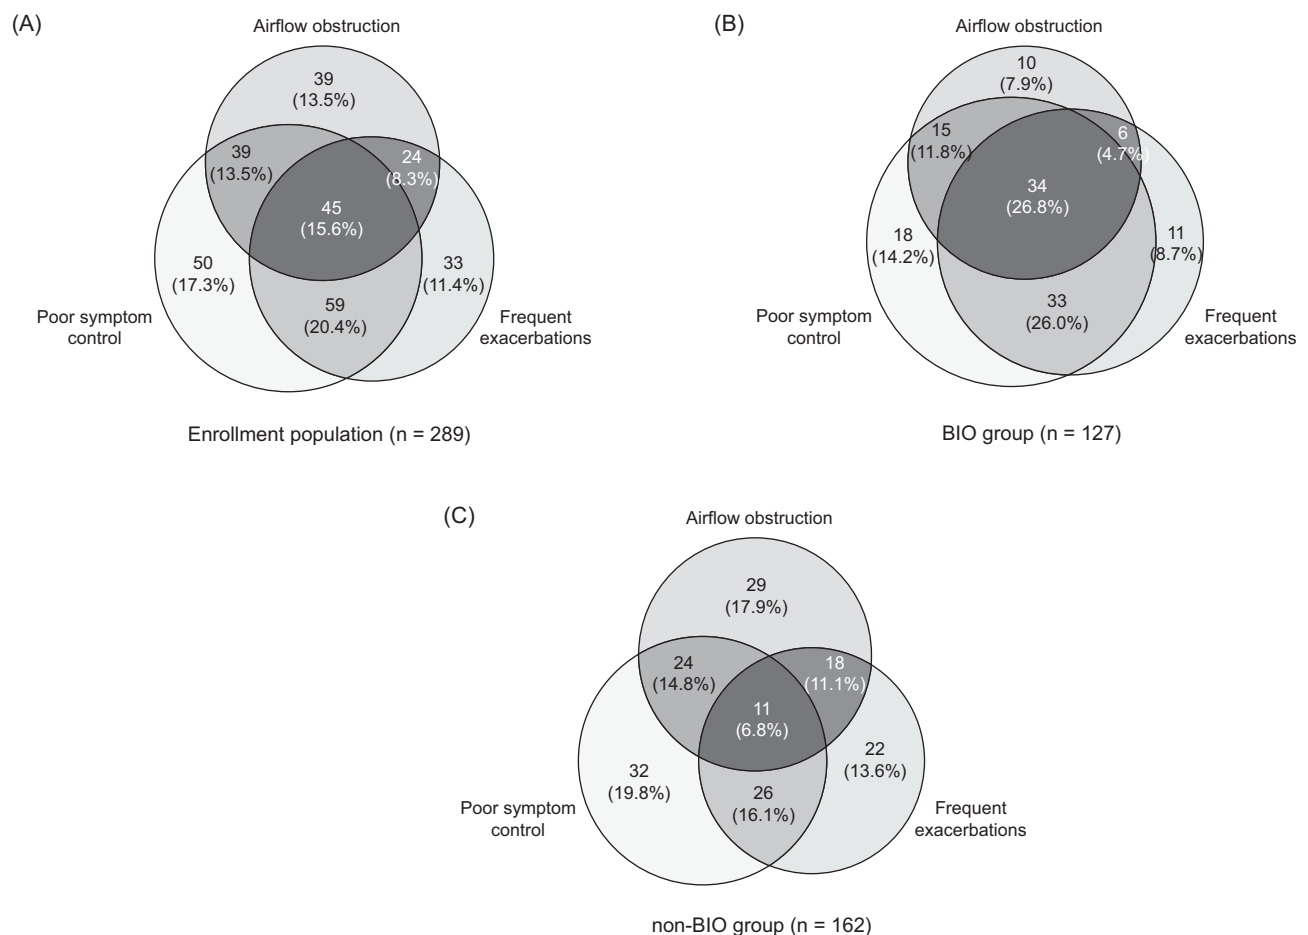 (A)
Airflow obstruction
39
(13.5%)
39
(13.5%)
24
(8.3%)
45
(15.6%)
50
(17.3%)
33
(11.4%)
59
(20.4%)
Poor symptom
control
Frequent
exacerbations
Enrollment population (n = 289)
(B)
Airflow obstruction
10
(7.9%)
15
(11.8%)
6
(4.7%)
34
(26.8%)
18
(14.2%)
11
(8.7%)
33
(26.0%)
Poor symptom
control
Frequent
exacerbations
BIO group (n = 127)
(C)
Airflow obstruction
29
(17.9%)
24
(14.8%)
18
(11.1%)
11
(6.8%)
32
(19.8%)
22
(13.6%)
26
(16.1%)
Poor symptom
control
Frequent
exacerbations
non-BIO group (n = 162)